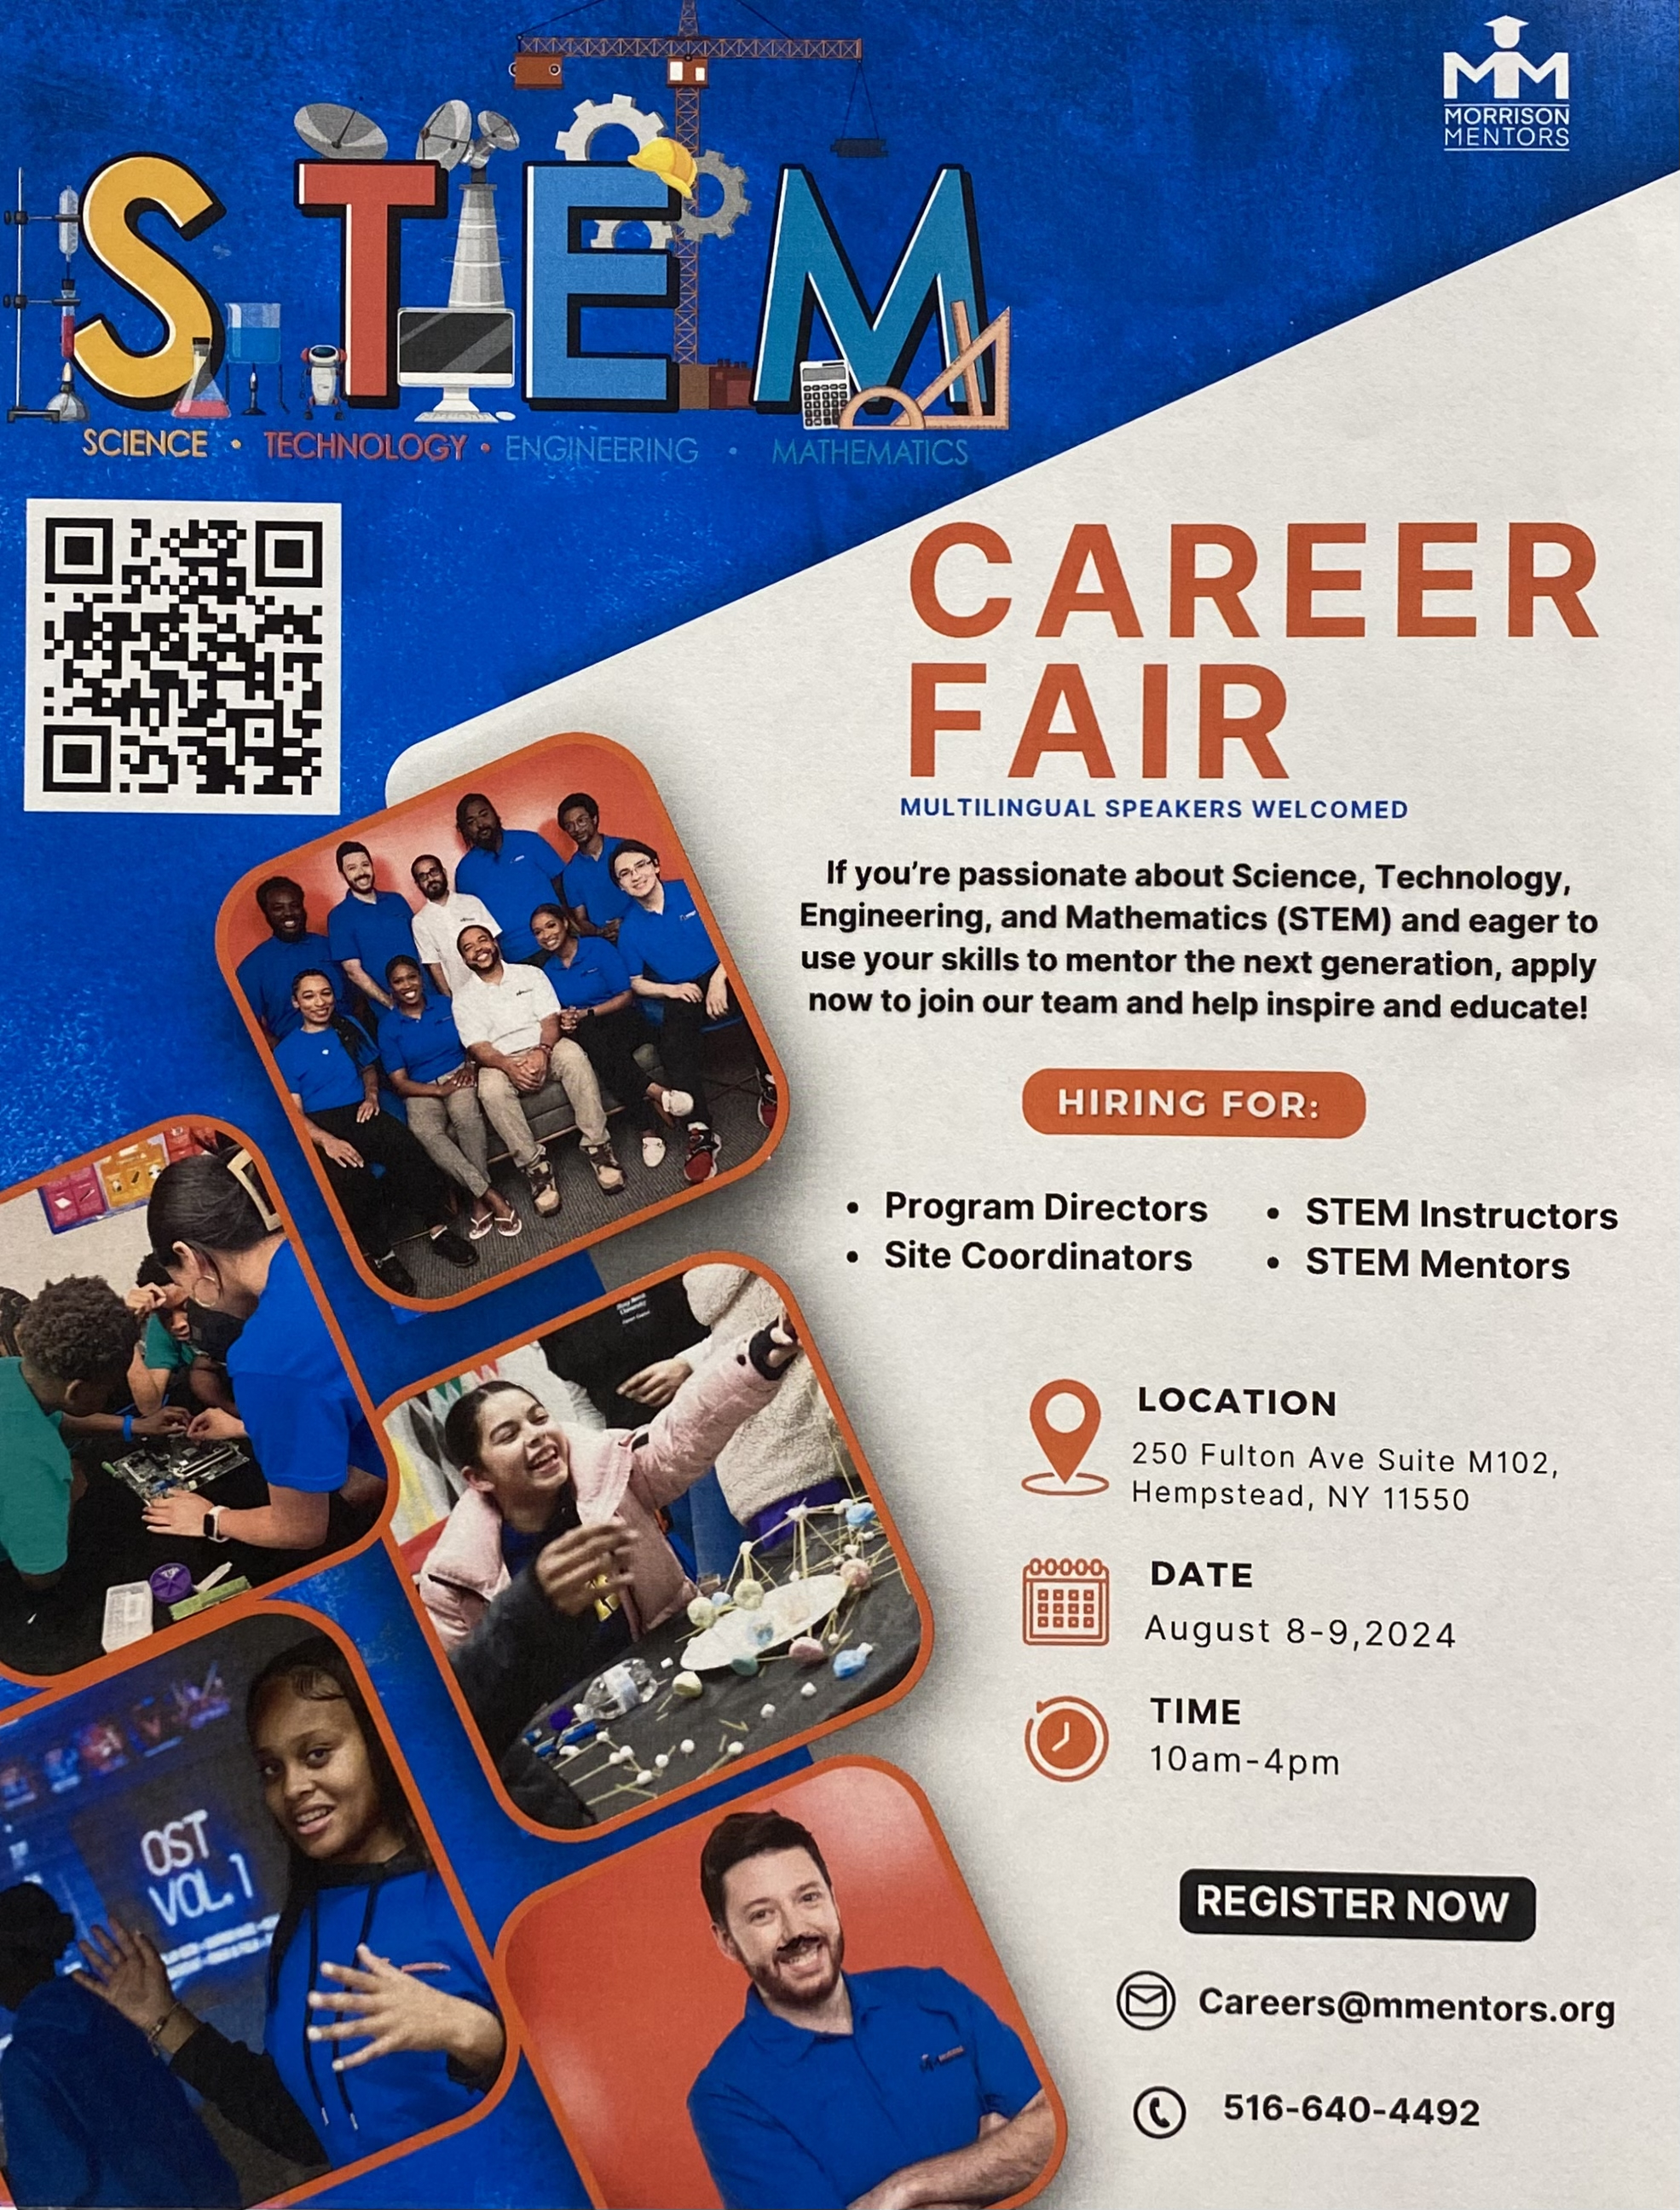 MM
MORRISON
MENTORS
STEM
SCIENCE • TECHNOLOGY • ENGINEERING • MATHEMATICS
CAREER
FAIR
MULTILINGUAL SPEAKERS WELCOMED
If you're passionate about Science, Technology,
Engineering, and Mathematics (STEM) and eager to
use your skills to mentor the next generation, apply
now to join our team and help inspire and educate!
HIRING FOR:
• Program Directors
• Site Coordinators
• STEM Instructors
• STEM Mentors
LOCATION
250 Fulton Ave Suite M102,
Hempstead, NY 11550
DATE
August 8-9,2024
TIME
10am-4pm
OST
VOL.1
REGISTER NOW
Careers@mmentors.org
516-640-4492